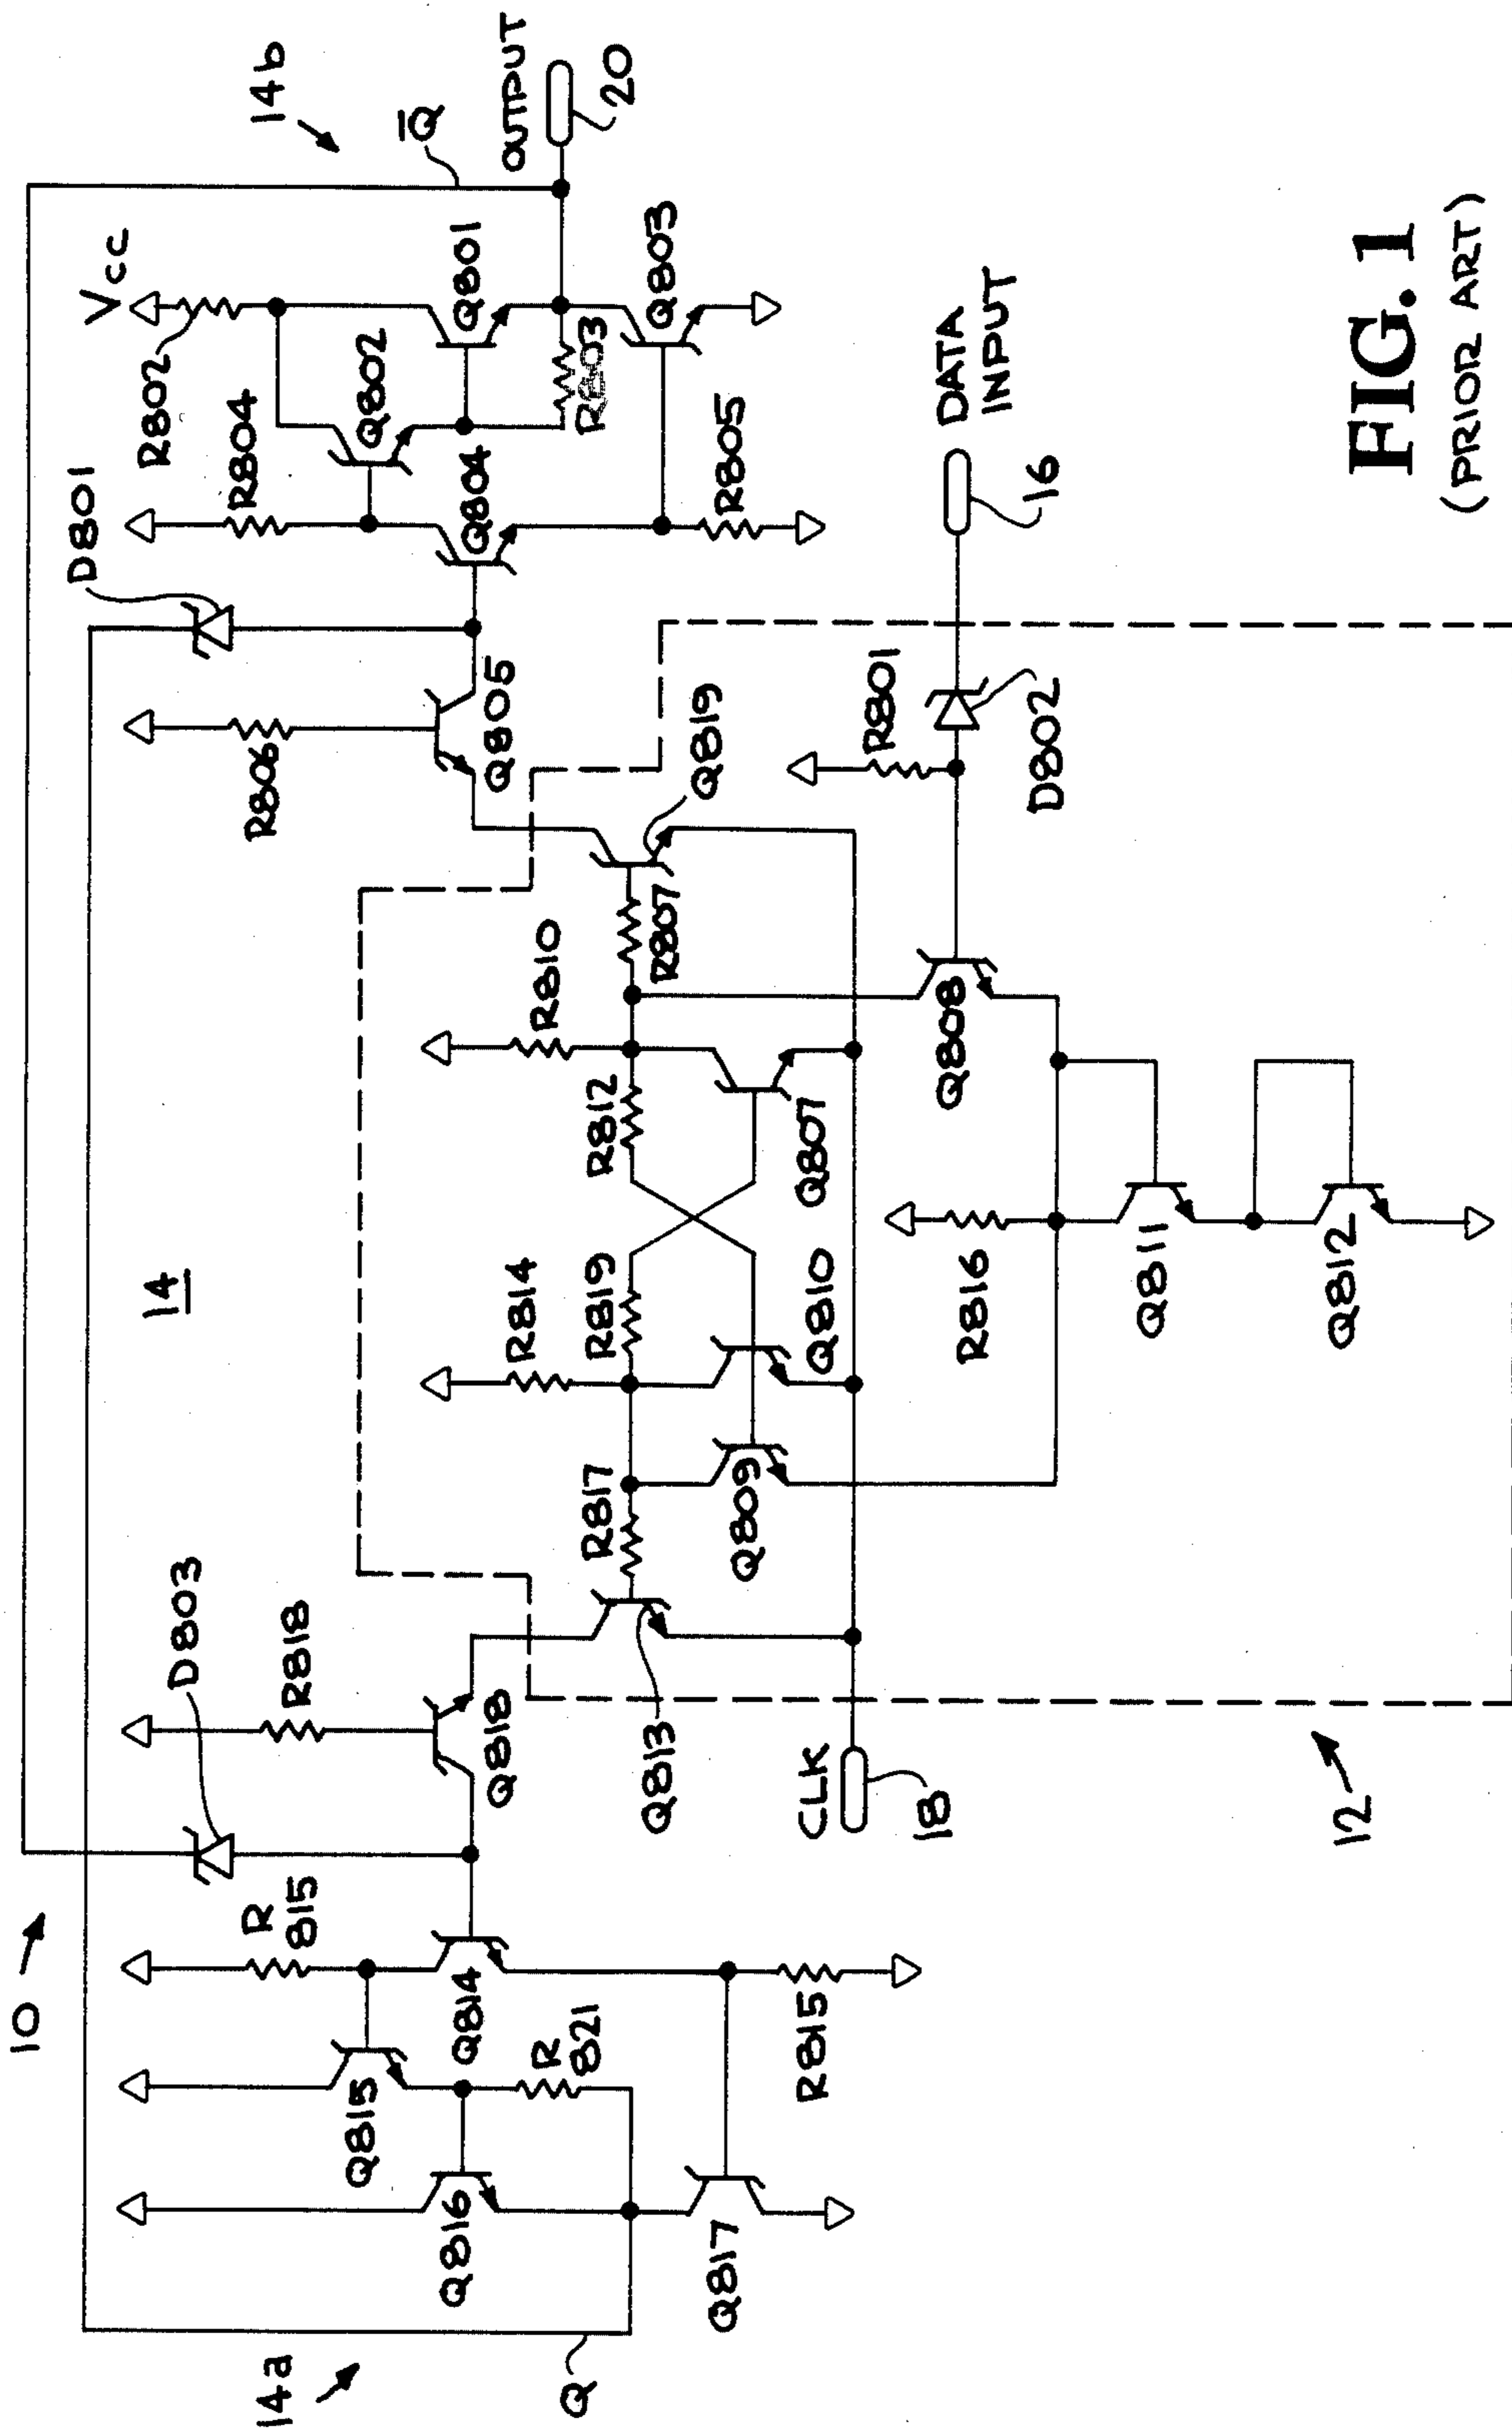 10
14a
Q
Q816
Q815
R
815
R
821
Q814
Q817
R815
D803
R818
Q818
Q813
CLK
18
12
14
R817
Q809
R814
R819
Q810
R812
Q807
R810
R807
Q819
R816
Q811
Q812
Q808
R801
D802
DATA
INPUT
16
D801
R806
Q805
R804
R802
VCC
Q802
Q804
Q801
R803
Q803
R805
Q̅
14b
OUTPUT
20
FIG. 1
(PRIOR ART)